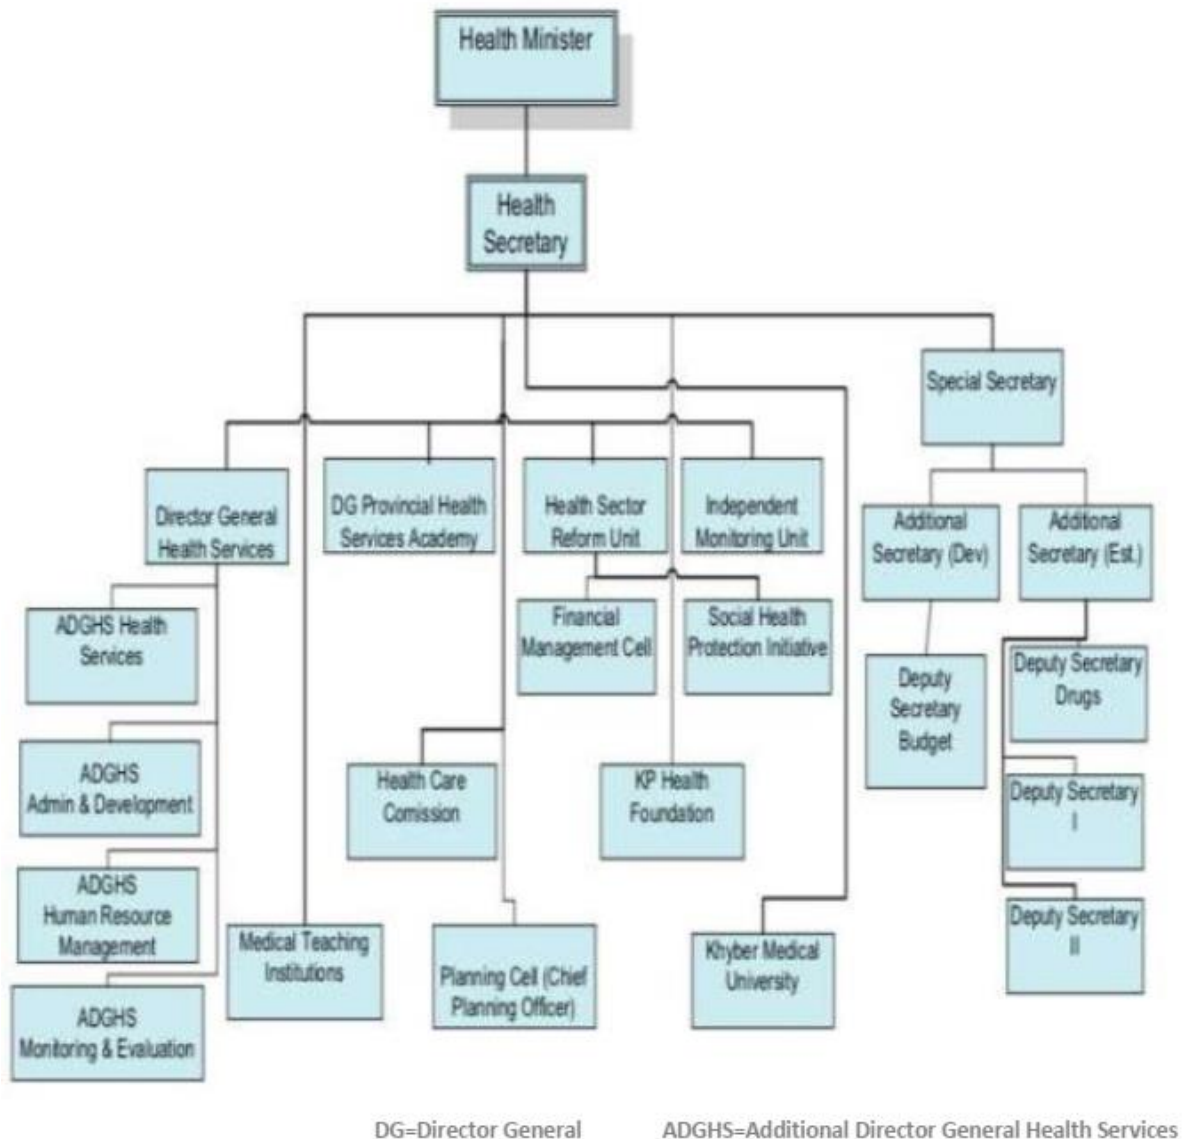 Health Minister
Health
Secretary
Special Secretary
Director General
Health Services
DG Provincial Health
Services Academy
Health Sector
Reform Unit
Independent
Monitoring Unit
Additional
Secretary (Dev)
Additional
Secretary (Est.)
ADGHS Health
Services
Financial
Management Cell
Social Health
Protection Initiative
Deputy
Secretary
Budget
Deputy Secretary
Drugs
ADGHS
Admin & Development
Health Care
Comission
KP Health
Foundation
Deputy Secretary
I
ADGHS
Human Resource
Management
Medical Teaching
Institutions
Planning Cell (Chief
Planning Officer)
Khyber Medical
University
Deputy Secretary
II
ADGHS
Monitoring & Evaluation
DG=Director General
ADGHS=Additional Director General Health Services